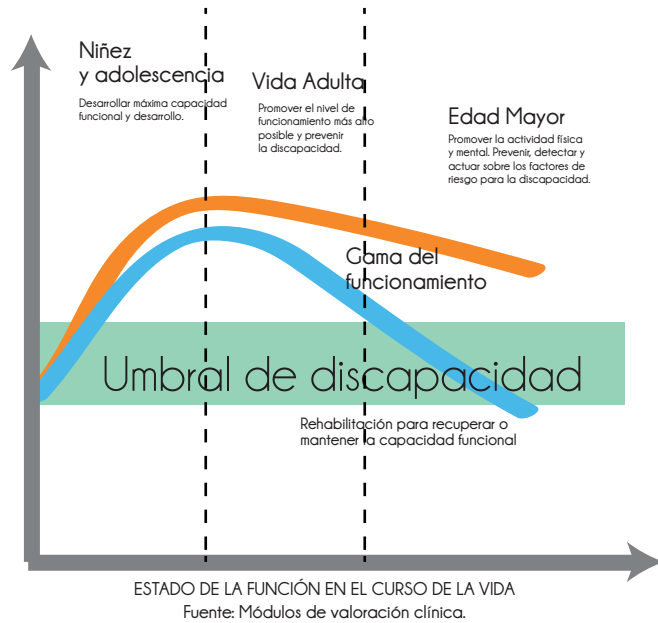 Niñez
y adolescencia
Desarrollar máxima capacidad
funcional y desarrollo.
Vida Adulta
Promover el nivel de
funcionamiento más alto
posible y prevenir
la discapacidad.
Edad Mayor
Promover la actividad física
y mental. Prevenir, detectar y
actuar sobre los factores de
riesgo para la discapacidad.
Gama del
funcionamiento
Umbral de discapacidad
Rehabilitación para recuperar o
mantener la capacidad funcional
ESTADO DE LA FUNCIÓN EN EL CURSO DE LA VIDA
Fuente: Módulos de valoración clínica.